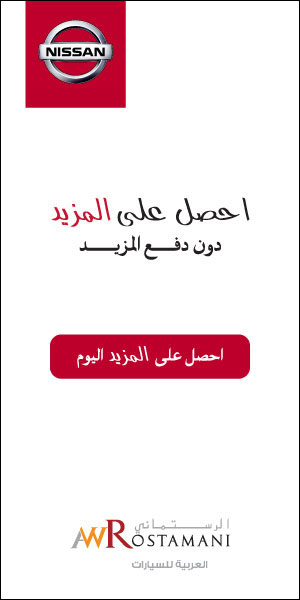 NISSAN
احصل على المزيد
دون دفع المزيد
احصل على المزيد اليوم
الرستماني
AWROSTAMANI
العربية للسيارات